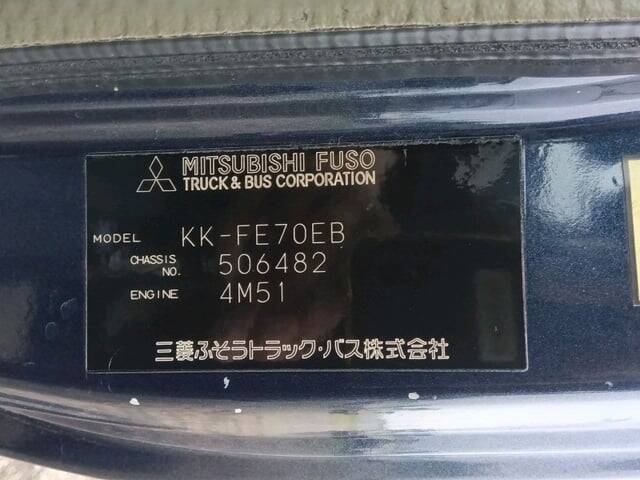 MITSUBISHI FUSO
TRUCK & BUS CORPORATION
MODEL KK-FE70EB
CHASSIS NO. 506482
ENGINE 4M51
三菱ふそうトラック・バス株式会社